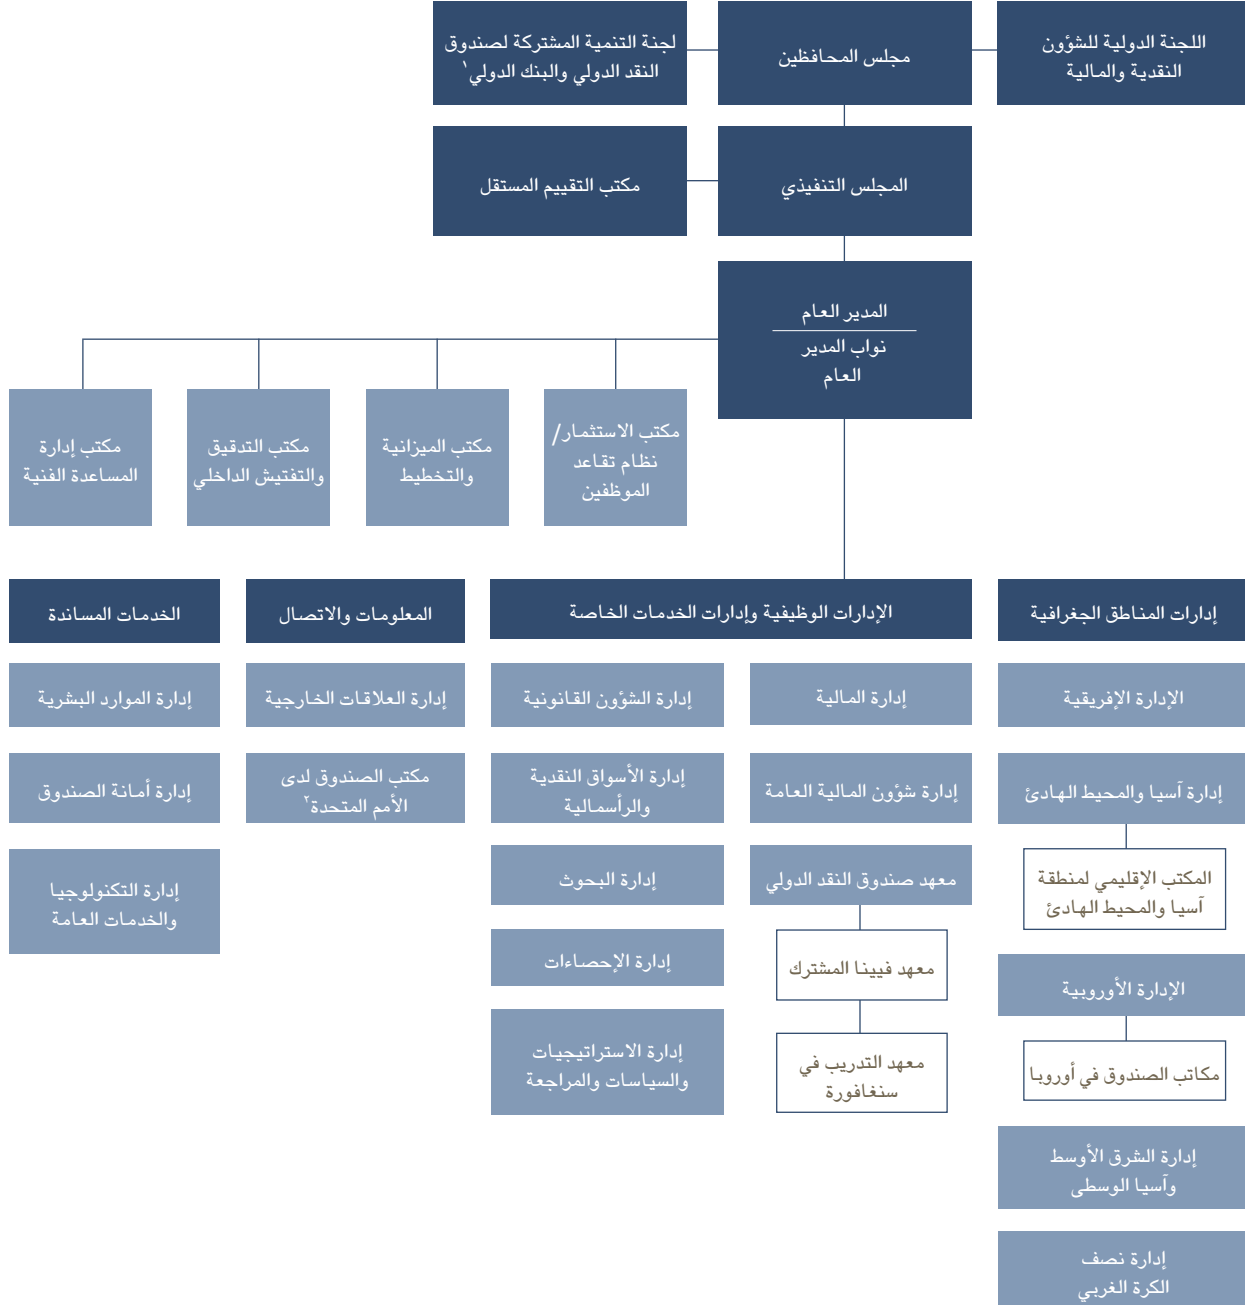 اللجنة الدولية للشؤون
النقدية والمالية
مجلس المحافظين
لجنة التنمية المشتركة لصندوق
النقد الدولي والبنك الدولي١
المجلس التنفيذي
مكتب التقييم المستقل
المدير العام
نواب المدير
العام
مكتب الاستثمار/
نظام تقاعد
الموظفين
مكتب الميزانية
والتخطيط
مكتب التدقيق
والتفتيش الداخلي
مكتب إدارة
المساعدة الفنية
إدارات المناطق الجغرافية
الإدارة الإفريقية
إدارة آسيا والمحيط الهادئ
المكتب الإقليمي لمنطقة
آسيا والمحيط الهادئ
الإدارة الأوروبية
مكاتب الصندوق في أوروبا
إدارة الشرق الأوسط
وآسيا الوسطى
إدارة نصف
الكرة الغربي
الإدارات الوظيفية وإدارات الخدمات الخاصة
إدارة المالية
إدارة شؤون المالية العامة
معهد صندوق النقد الدولي
معهد فيينا المشترك
معهد التدريب في
سنغافورة
إدارة الشؤون القانونية
إدارة الأسواق النقدية
والرأسمالية
إدارة البحوث
إدارة الإحصاءات
إدارة الاستراتيجيات
والسياسات والمراجعة
المعلومات والاتصال
إدارة العلاقات الخارجية
مكتب الصندوق لدى
الأمم المتحدة٢
الخدمات المساندة
إدارة الموارد البشرية
إدارة أمانة الصندوق
إدارة التكنولوجيا
والخدمات العامة